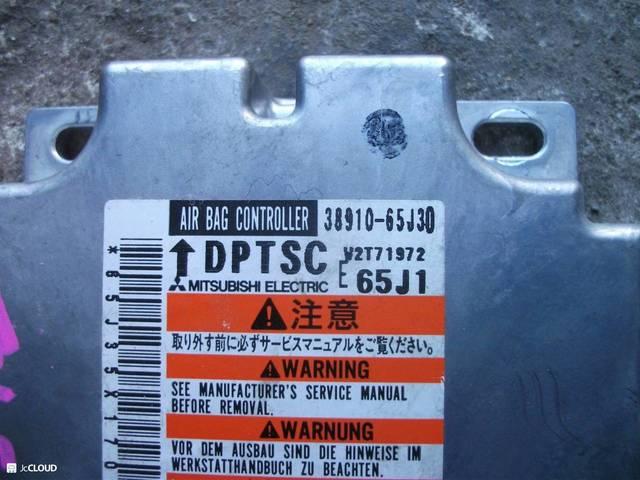 AIR BAG CONTROLLER 38910-65J30
DPTSC W2T71972
MITSUBISHI ELECTRIC E 65J1
注意
取り外す前に必ずサービスマニュアルをご覧ください。
WARNING
SEE MANUFACTURER'S SERVICE MANUAL
BEFORE REMOVAL.
WARNUNG
VOR DEM AUSBAU SIND DIE HINWEISE IM
WERKSTATTHANDBUCH ZU BEACHTEN.
*65J35X170
JcCLOUD